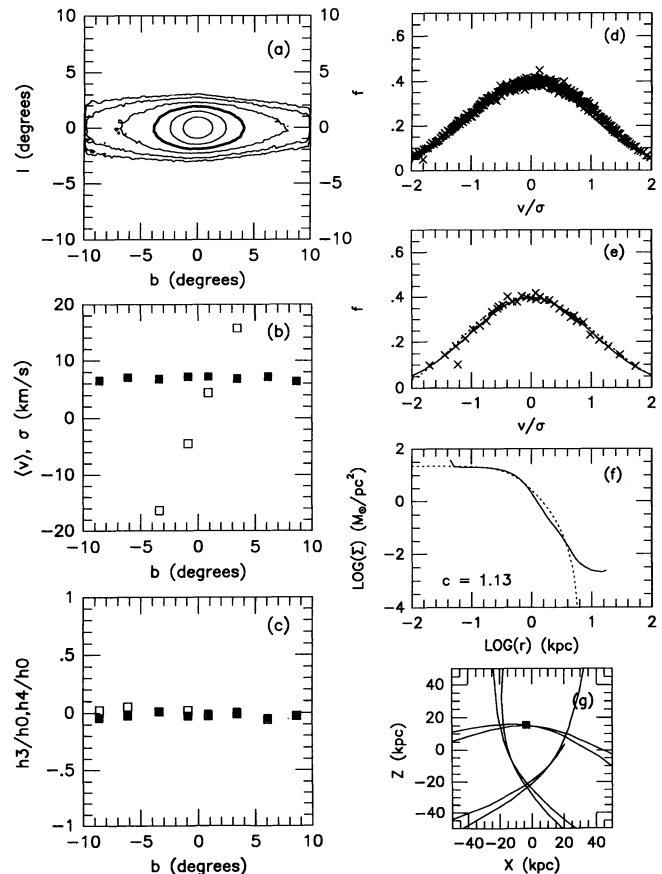 10
5
0
-5
-10
l (degrees)
(a)
10
5
0
-5
-10
f
-10 -5 0 5 10
b (degrees)
20
10
0
-10
-20
⟨v⟩, σ (km/s)
(b)
-10 -5 0 5 10
b (degrees)
1
.5
0
-.5
-1
h3/h0,h4/h0
(c)
-10 -5 0 5 10
b (degrees)
.6
.4
.2
0
(d)
-2 -1 0 1 2
v/σ
.6
.4
.2
0
f
(e)
-2 -1 0 1 2
v/σ
2
0
-2
-4
LOG(Σ) (M⊙/pc²)
(f)
c = 1.13
-2 -1 0 1 2
LOG(r) (kpc)
40
20
0
-20
-40
Z (kpc)
(g)
-40 -20 0 20 40
X (kpc)